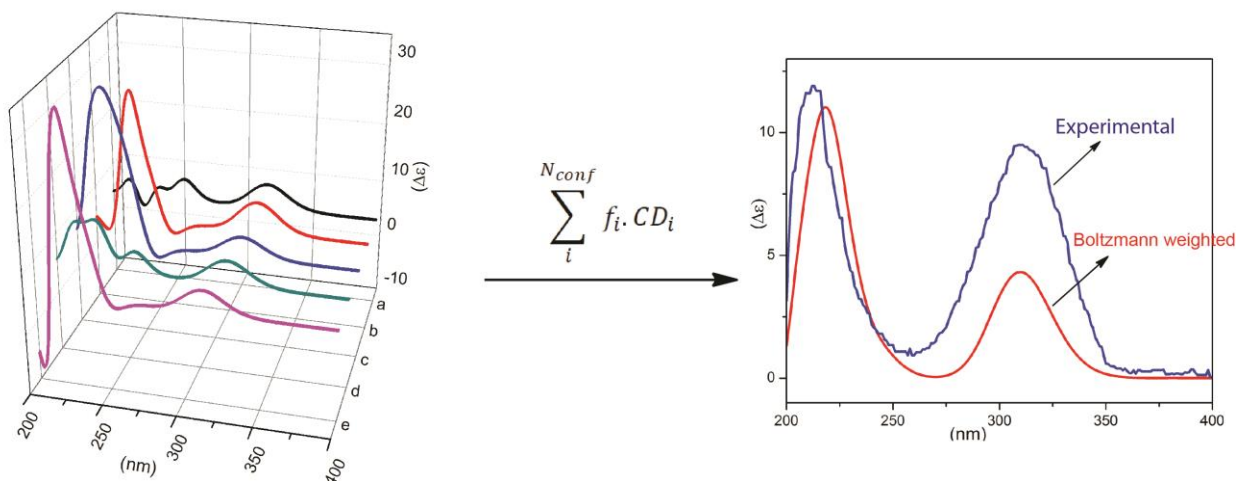 30
20
10
0
-10
(Δε)
a
b
c
d
e
200
250
300
350
400
(nm)
N_conf
∑ f_i. CD_i
i
10
5
0
(Δε)
Experimental
Boltzmann weighted
200
250
300
350
400
(nm)